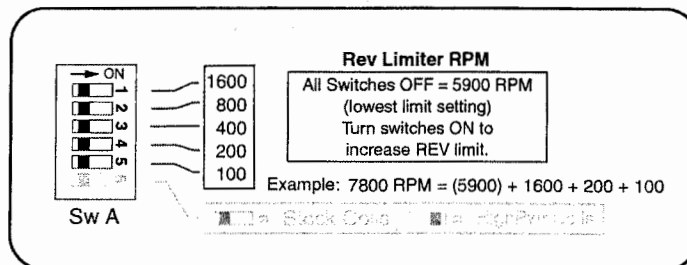 Rev Limiter RPM
→ ON
1 1600
2 800
3 400
4 200
5 100
Sw A
All Switches OFF = 5900 RPM
(lowest limit setting)
Turn switches ON to
increase REV limit.
Example: 7800 RPM = (5900) + 1600 + 200 + 100